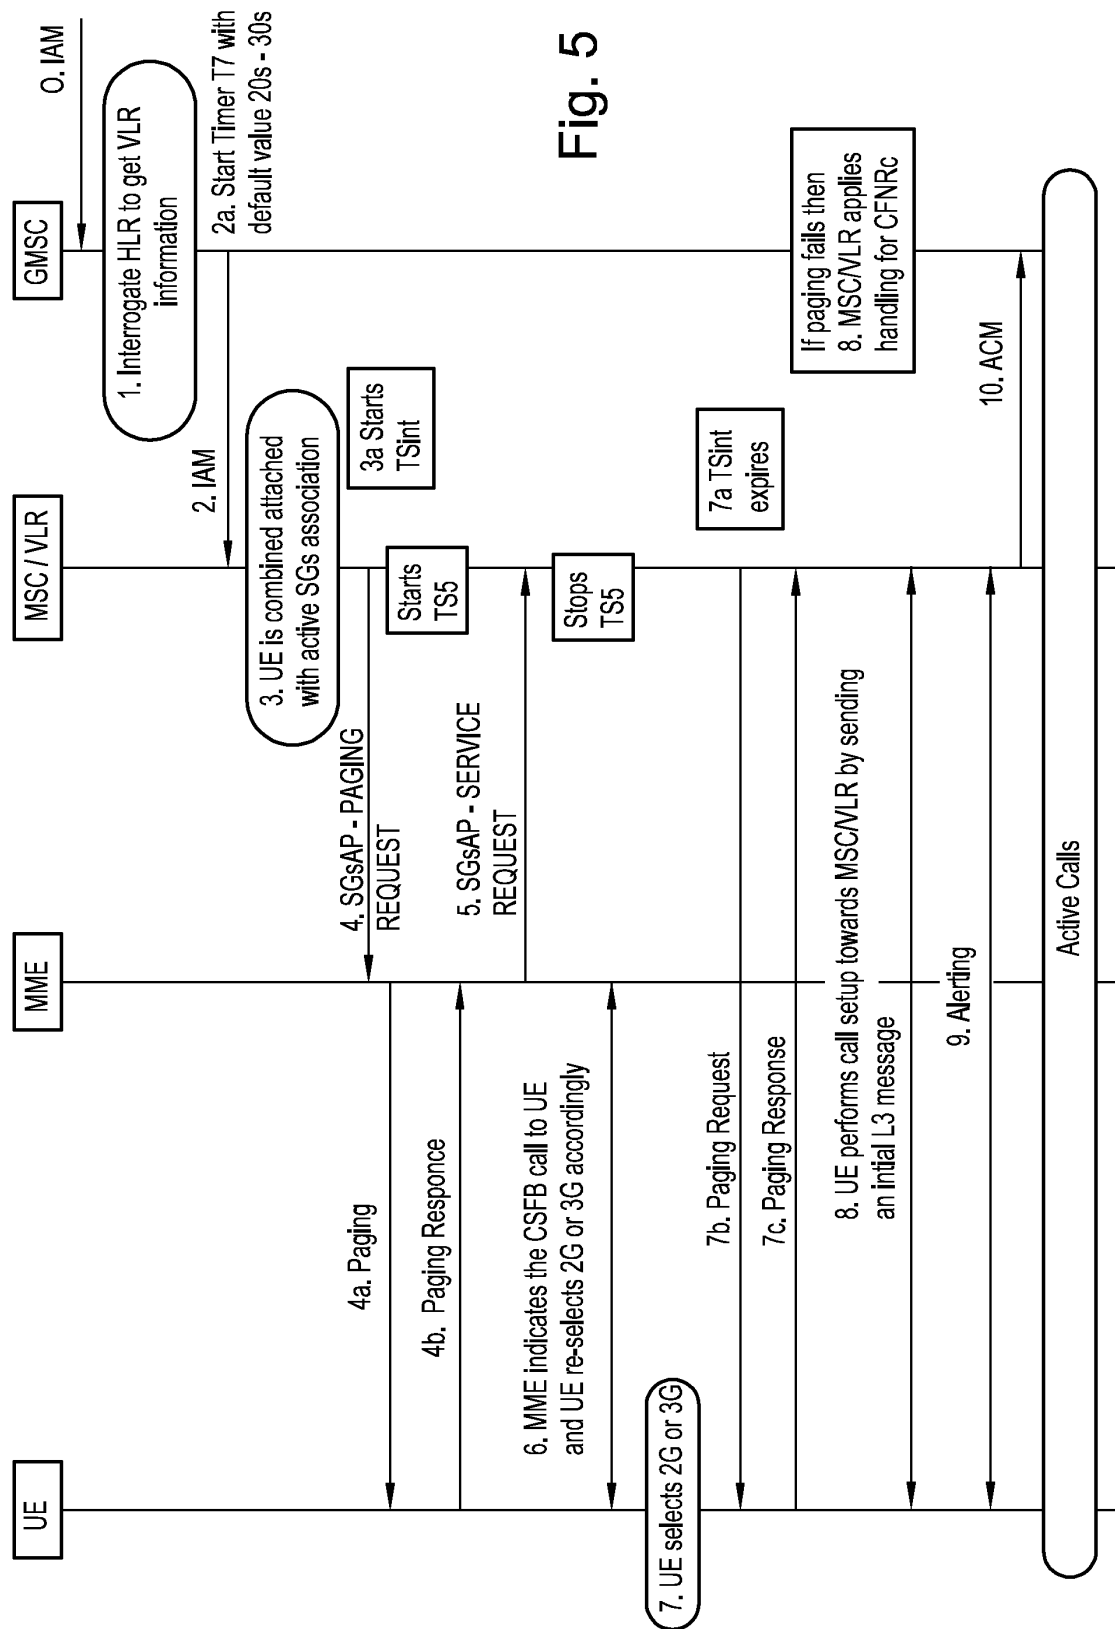 UE
MME
MSC / VLR
GMSC
0. IAM
1. Interrogate HLR to get VLR
information
2a. Start Timer T7 with
default value 20s - 30s
2. IAM
3. UE is combined attached
with active SGs association
3a Starts
TSint
4. SGsAP - PAGING
REQUEST
Starts
TS5
4a. Paging
4b. Paging Responce
5. SGsAP - SERVICE
REQUEST
Stops
TS5
6. MME indicates the CSFB call to UE
and UE re-selects 2G or 3G accordingly
7. UE selects 2G or 3G
7a TSint
expires
7b. Paging Request
7c. Paging Response
If paging fails then
8. MSC/VLR applies
handling for CFNRc
8. UE performs call setup towards MSC/VLR by sending
an intial L3 message
9. Alerting
10. ACM
Active Calls
Fig. 5